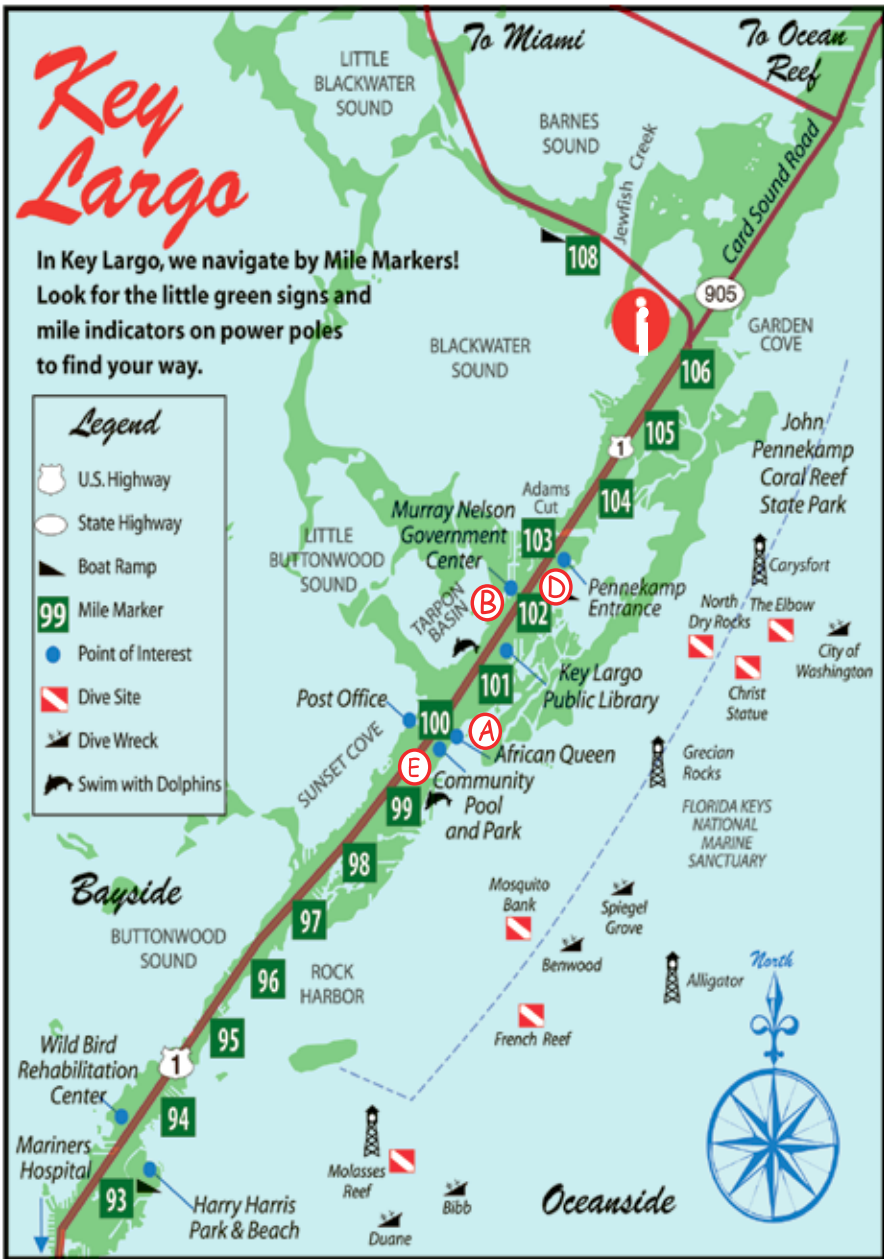 Key
Largo
To Miami
To Ocean
Reef
LITTLE
BLACKWATER
SOUND
BARNES
SOUND
Jewfish Creek
Card Sound Road
In Key Largo, we navigate by Mile Markers!
Look for the little green signs and
mile indicators on power poles
to find your way.
108
905
GARDEN
COVE
BLACKWATER
SOUND
106
105
1
104
John
Pennekamp
Coral Reef
State Park
Legend
U.S. Highway
State Highway
Boat Ramp
99
Mile Marker
Point of Interest
Dive Site
Dive Wreck
Swim with Dolphins
Adams
Cut
103
Murray Nelson
Government
Center
LITTLE
BUTTONWOOD
SOUND
TARPON
BASIN
B
D
102
Pennekamp
Entrance
Carysfort
North
Dry Rocks
The Elbow
City of
Washington
Christ
Statue
101
Key Largo
Public Library
Post Office
100
A
African Queen
SUNSET COVE
E
Community
Pool
and Park
99
Grecian
Rocks
FLORIDA KEYS
NATIONAL
MARINE
SANCTUARY
98
Bayside
BUTTONWOOD
SOUND
97
96
ROCK
HARBOR
95
Mosquito
Bank
Spiegel
Grove
Benwood
Alligator
French Reef
North
1
Wild Bird
Rehabilitation
Center
94
Mariners
Hospital
93
Harry Harris
Park & Beach
Molasses
Reef
Bibb
Duane
Oceanside